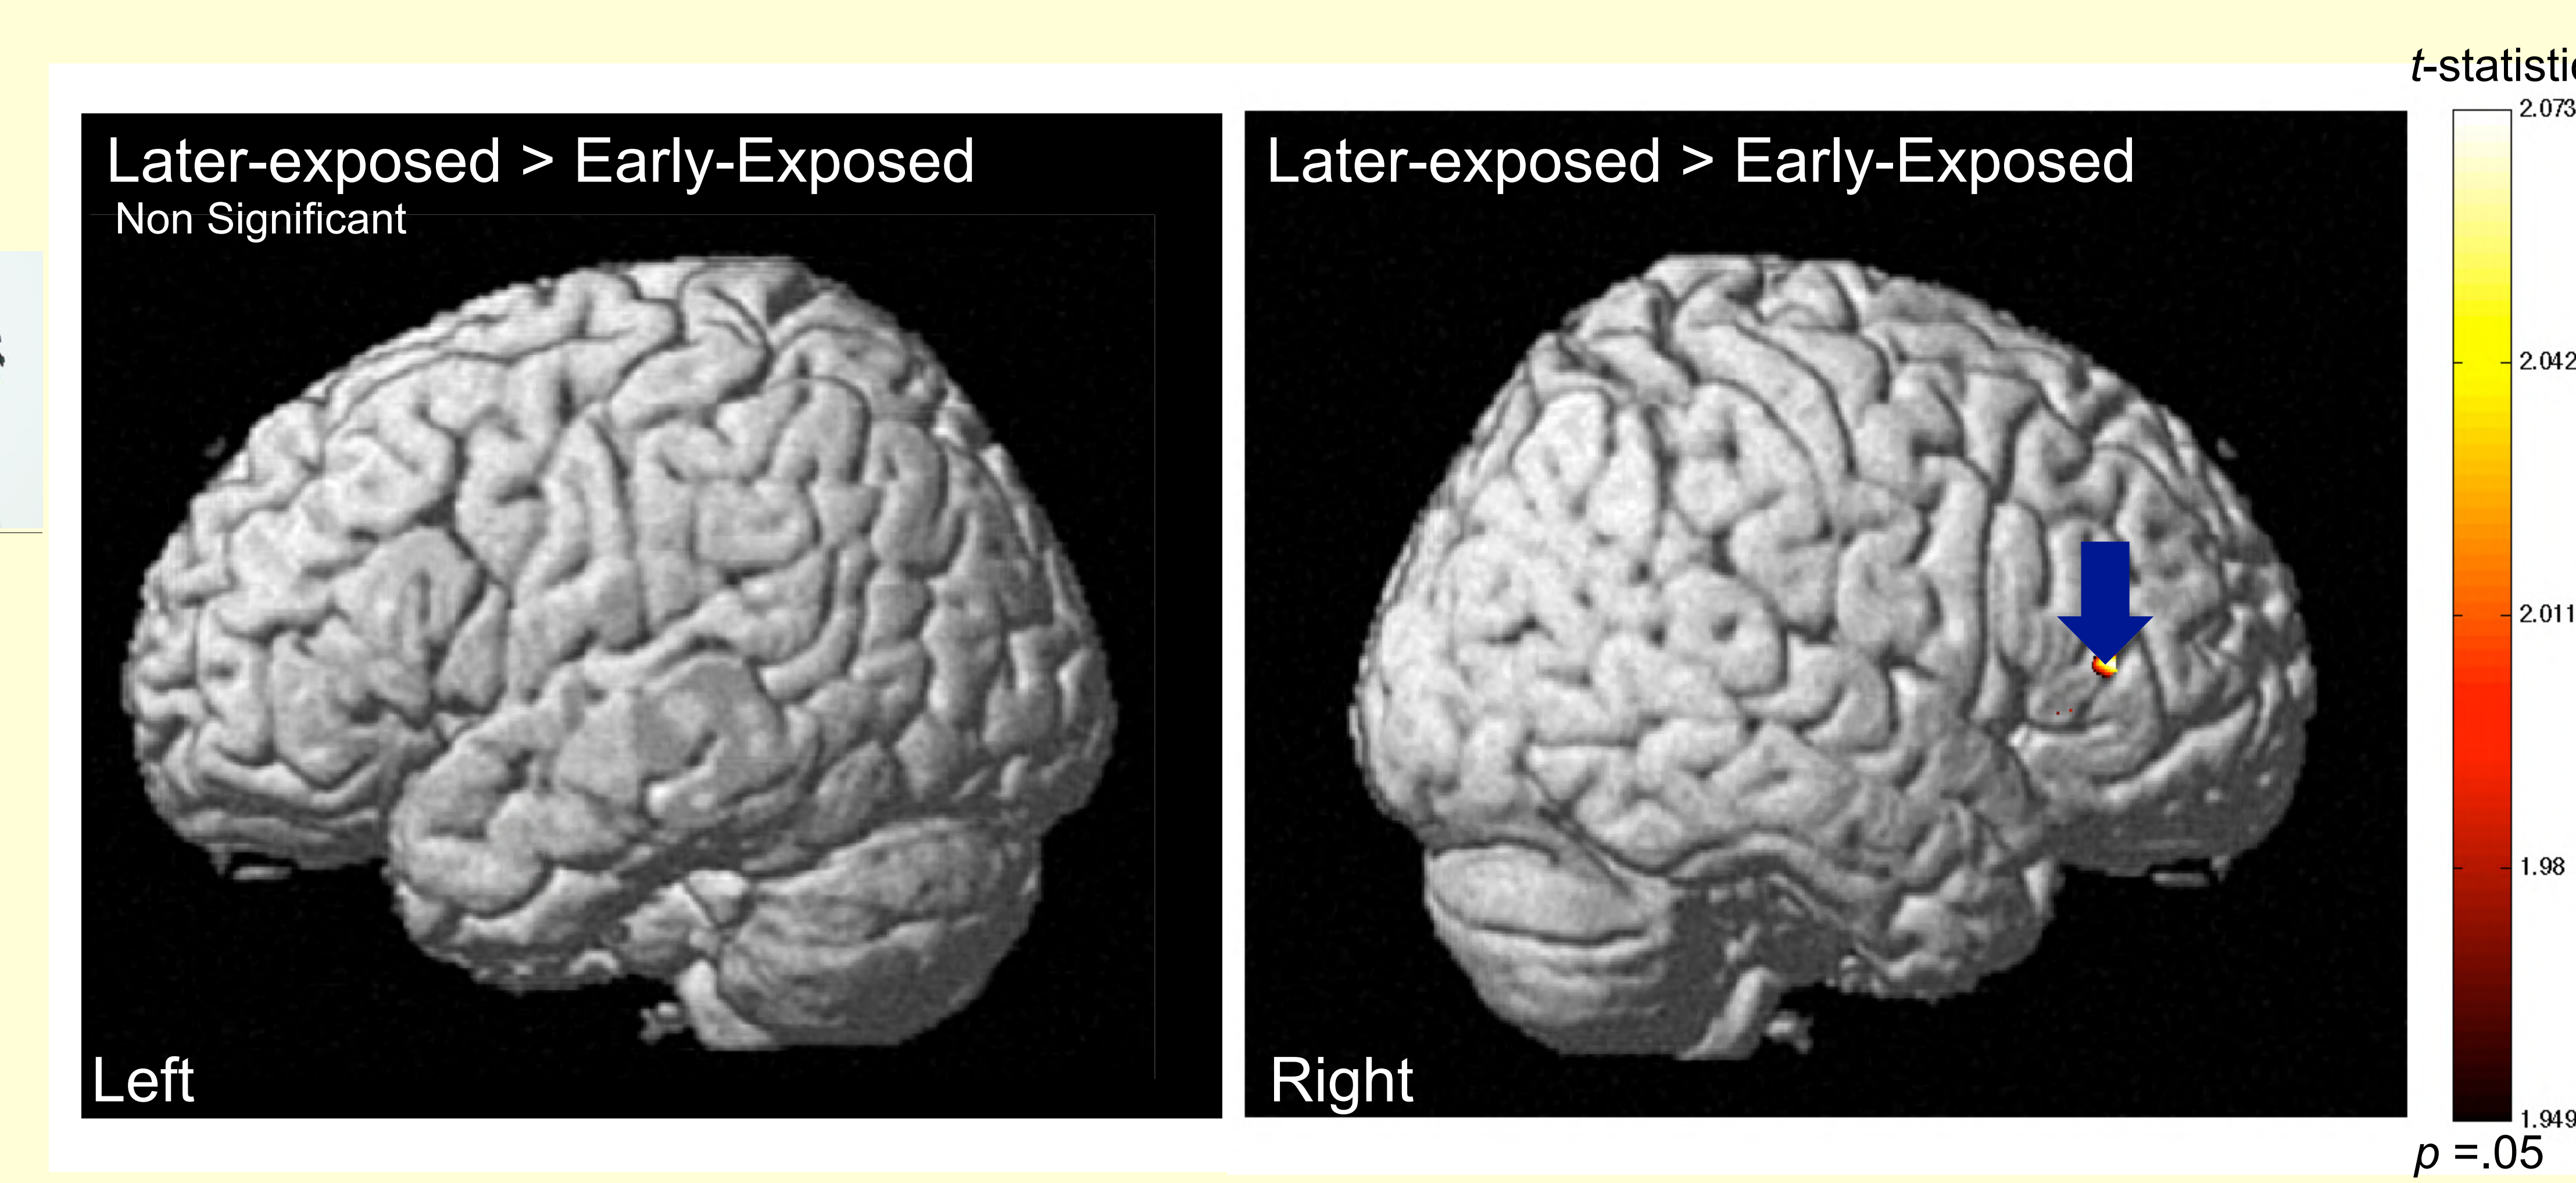 Later-exposed > Early-Exposed
Non Significant
Left
Later-exposed > Early-Exposed
Right
t-statistic
2.073
2.042
2.011
1.98
1.949
p =.05